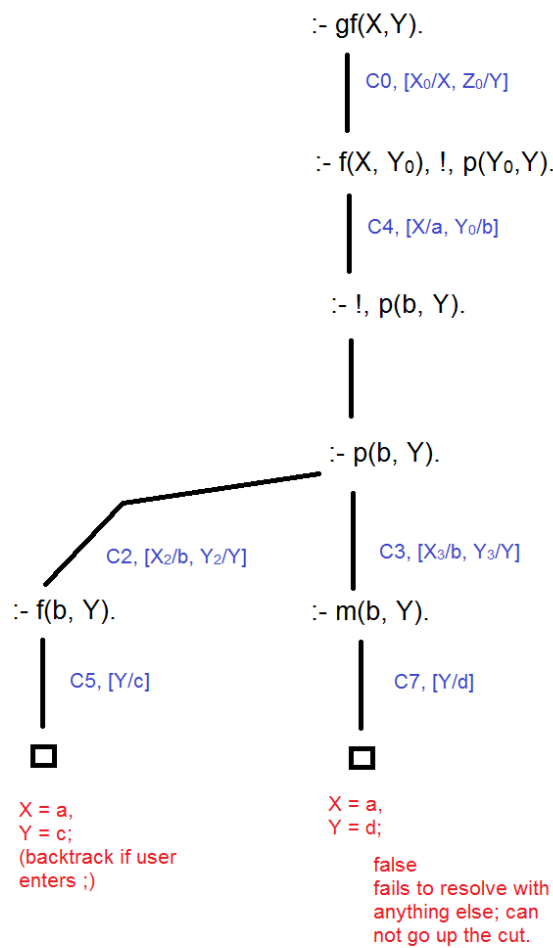 :- gf(X,Y).
C0, [X₀/X, Z₀/Y]
:- f(X, Y₀), !, p(Y₀,Y).
C4, [X/a, Y₀/b]
:- !, p(b, Y).
:- p(b, Y).
C2, [X₂/b, Y₂/Y]
C3, [X₃/b, Y₃/Y]
:- f(b, Y).
:- m(b, Y).
C5, [Y/c]
C7, [Y/d]
X = a,
Y = c;
(backtrack if user
enters ;)
X = a,
Y = d;
false
fails to resolve with
anything else; can
not go up the cut.